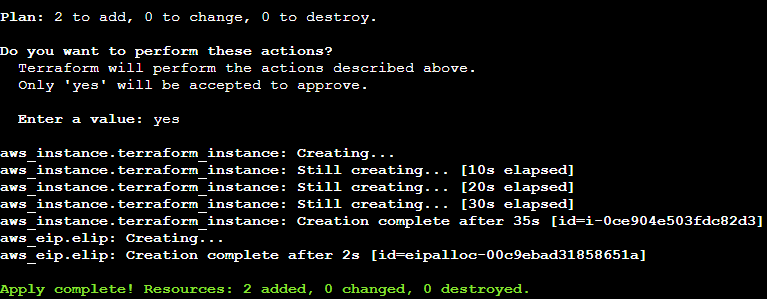 Plan: 2 to add, 0 to change, 0 to destroy.
Do you want to perform these actions?
Terraform will perform the actions described above.
Only 'yes' will be accepted to approve.
Enter a value: yes
aws_instance.terraform_instance: Creating...
aws_instance.terraform_instance: Still creating... [10s elapsed]
aws_instance.terraform_instance: Still creating... [20s elapsed]
aws_instance.terraform_instance: Still creating... [30s elapsed]
aws_instance.terraform_instance: Creation complete after 35s [id=i-0ce904e503fdc82d3]
aws_eip.elip: Creating...
aws_eip.elip: Creation complete after 2s [id=eipalloc-00c9ebad31858651a]
Apply complete! Resources: 2 added, 0 changed, 0 destroyed.